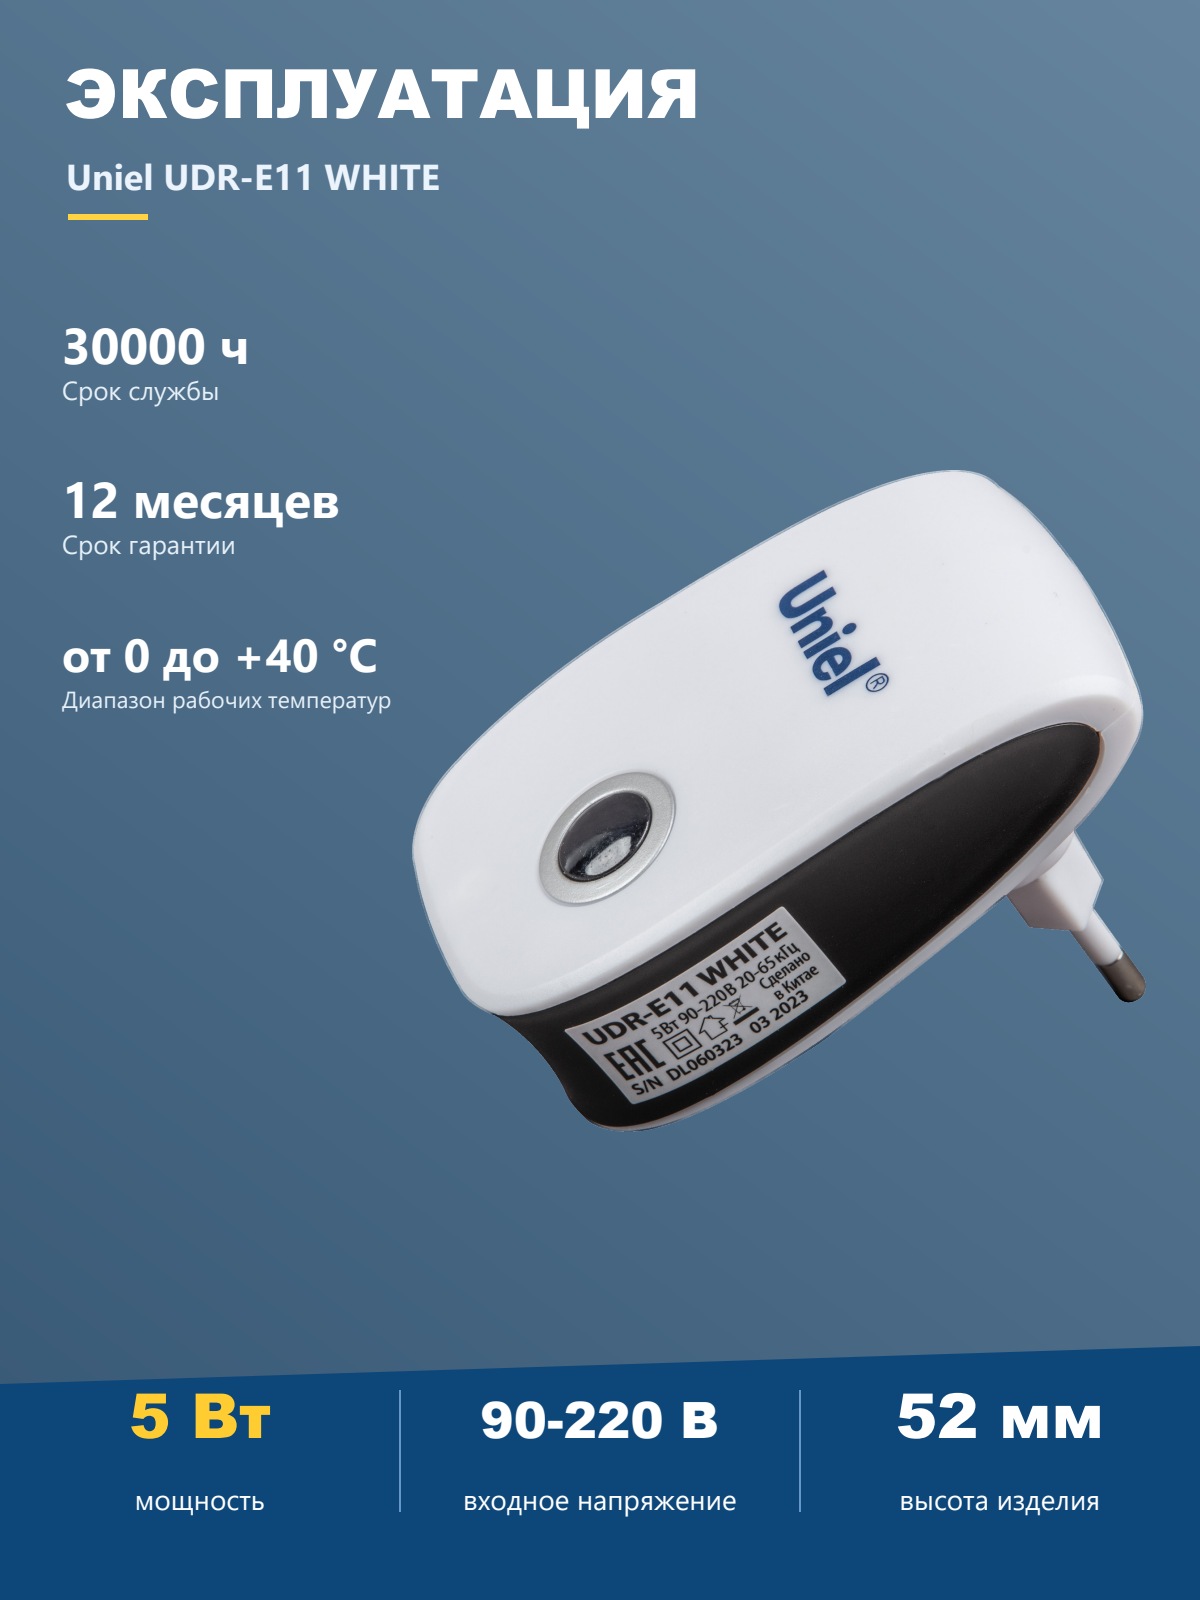 ЭКСПЛУАТАЦИЯ
Uniel UDR-E11 WHITE
30000 ч
Срок службы
12 месяцев
Срок гарантии
от 0 до +40 °C
Диапазон рабочих температур
Uniel®
UDR-E11 WHITE
5Вт 90-220В 20-65кГц
EAC
Сделано
в Китае
S/N DL060323 03 2023
5 Вт
мощность
90-220 В
входное напряжение
52 мм
высота изделия